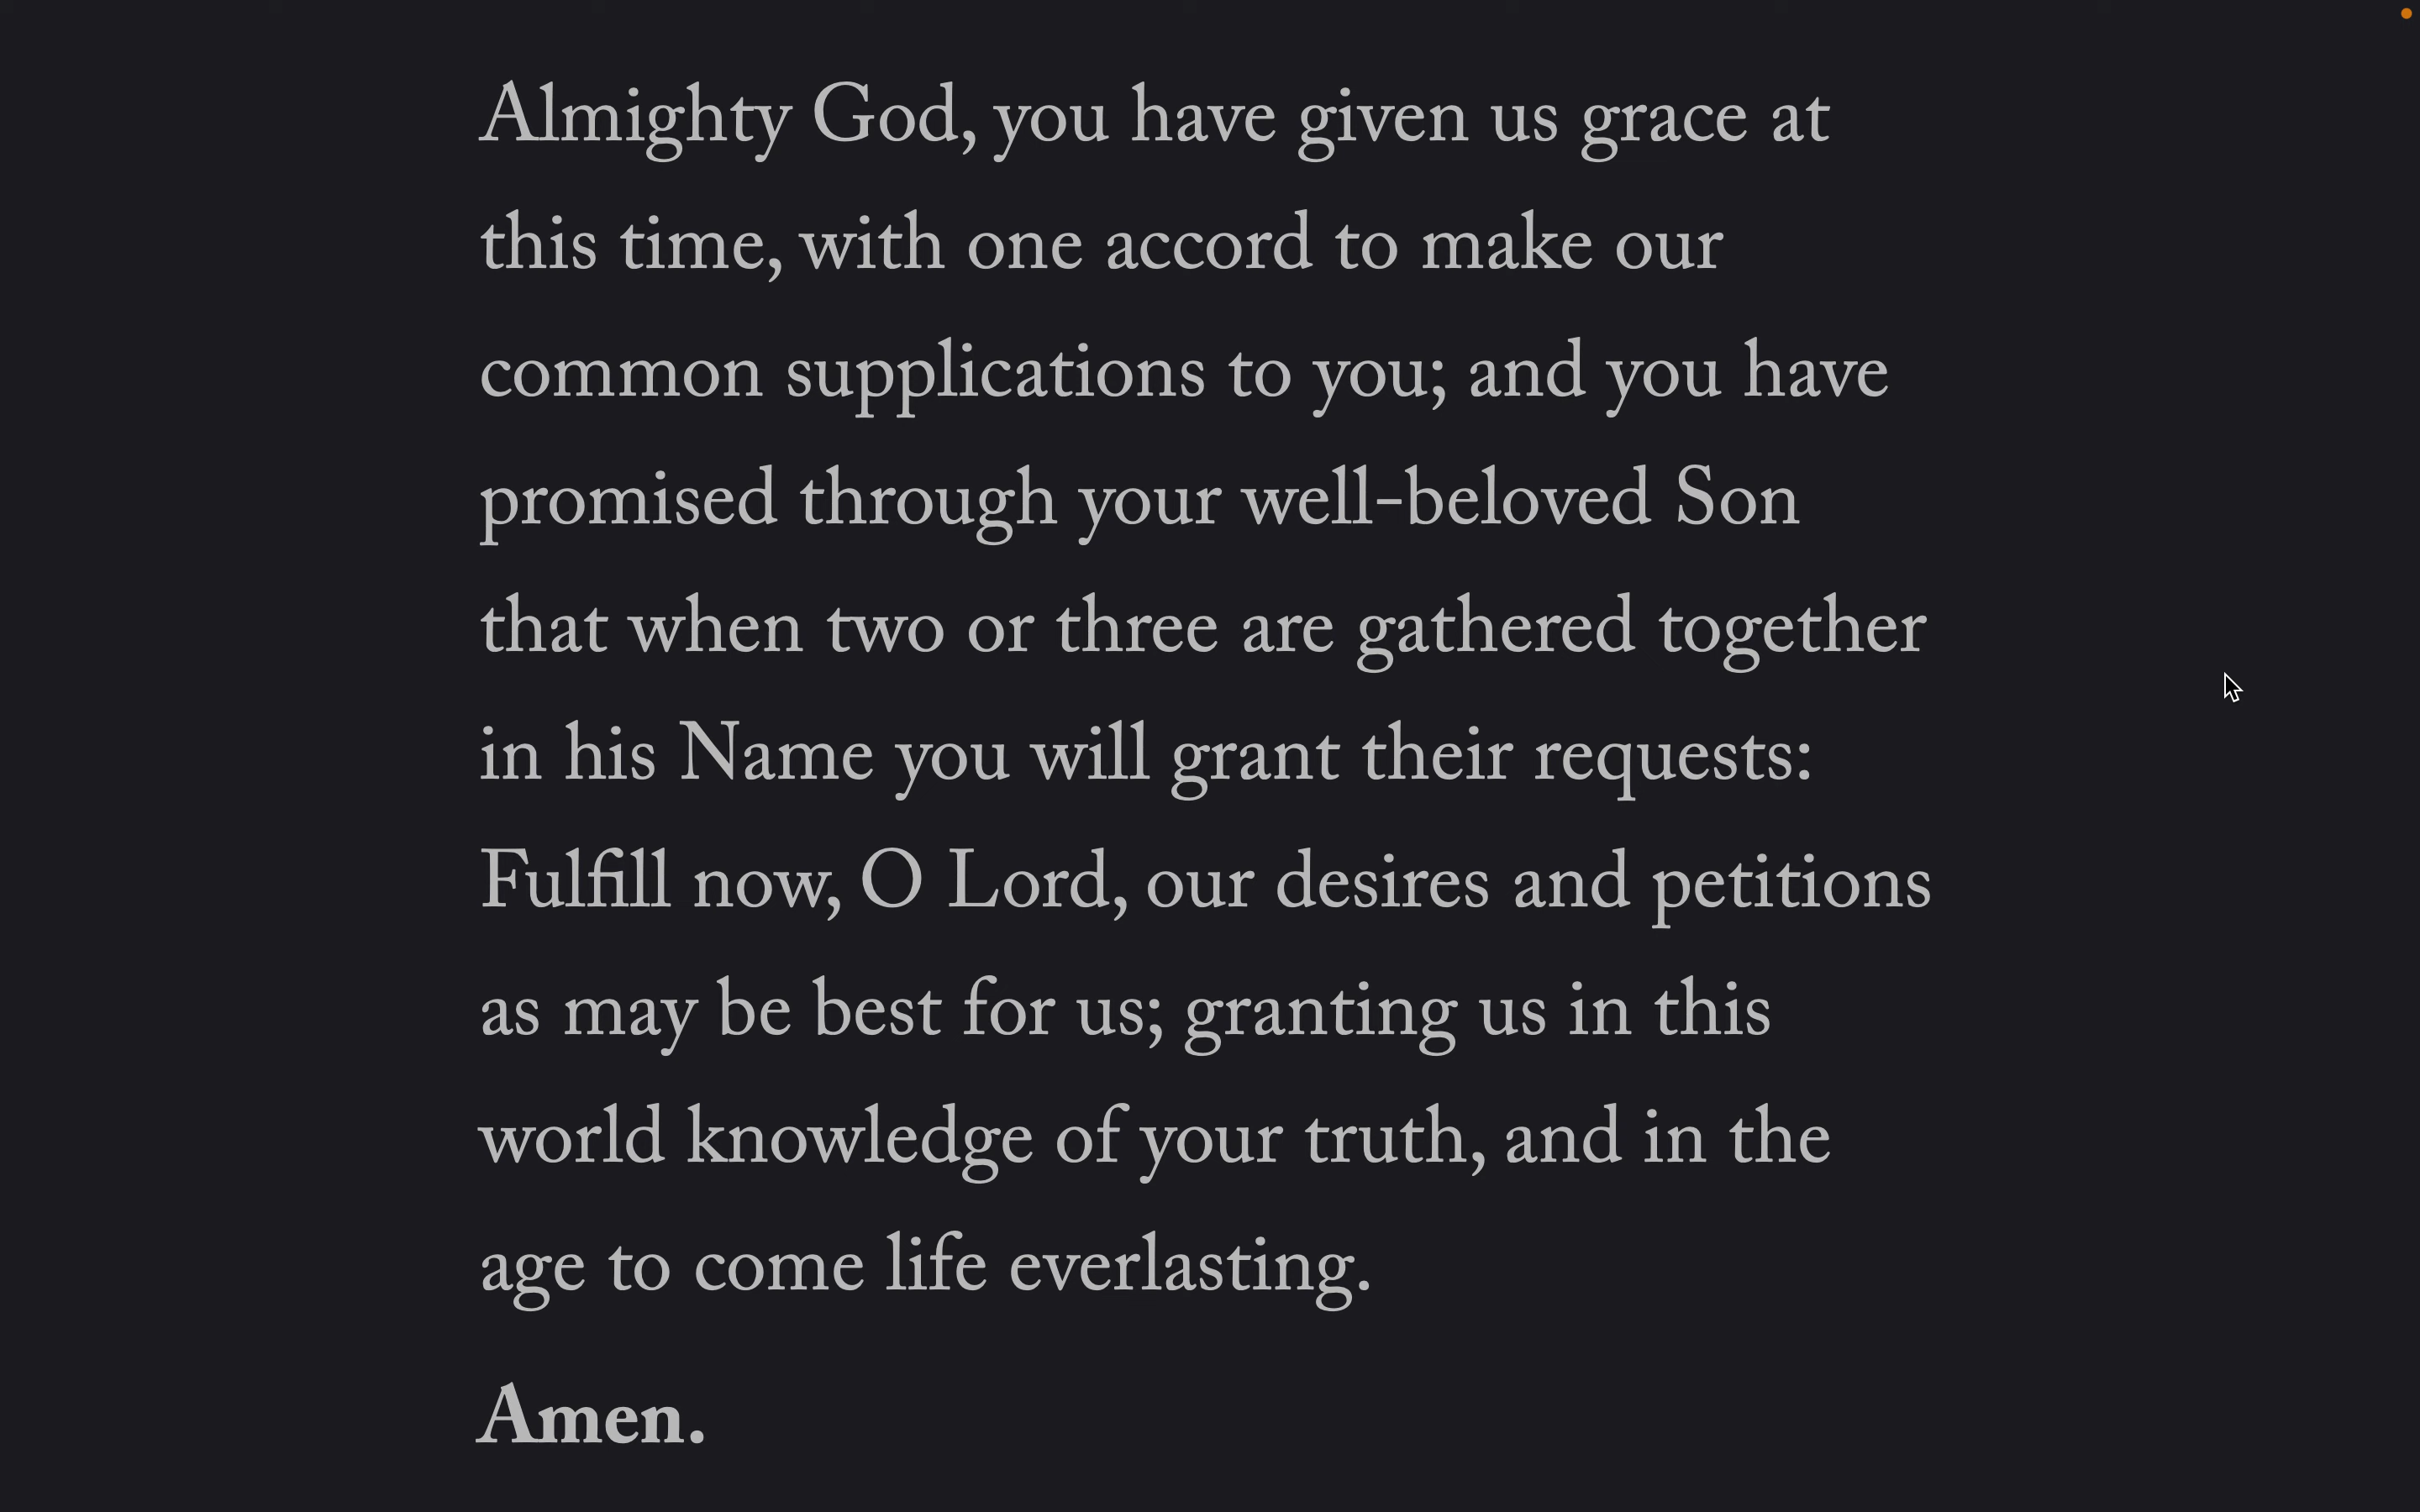 Almighty God, you have given us grace at
this time, with one accord to make our
common supplications to you; and you have
promised through your well-beloved Son
that when two or three are gathered together
in his Name you will grant their requests:
Fulfill now, O Lord, our desires and petitions
as may be best for us; granting us in this
world knowledge of your truth, and in the
age to come life everlasting.
Amen.